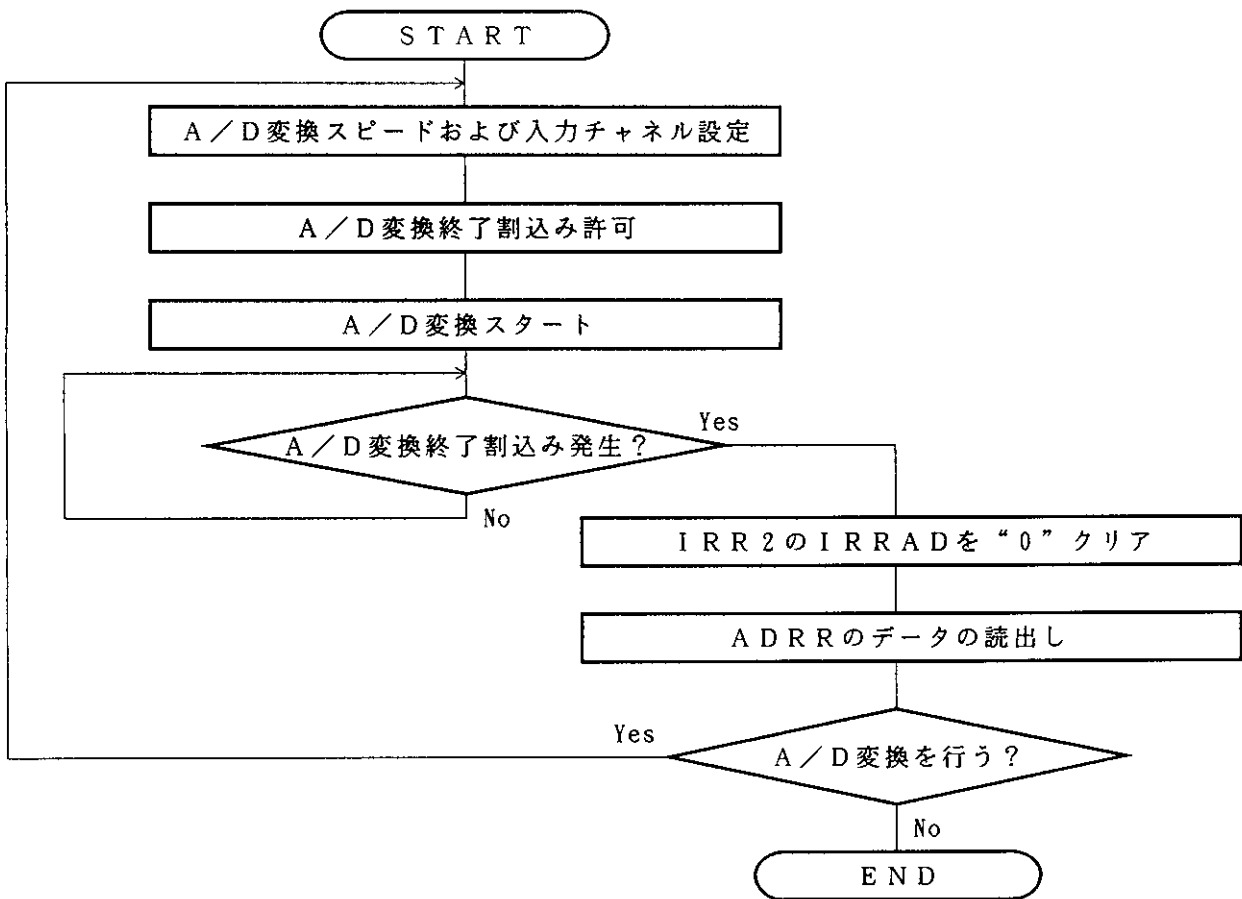 START
A/D変換スピードおよび入力チャネル設定
A/D変換終了割込み許可
A/D変換スタート
A/D変換終了割込み発生?
Yes
No
IRR2のIRRADを“0”クリア
ADRRのデータの読出し
A/D変換を行う?
Yes
No
END